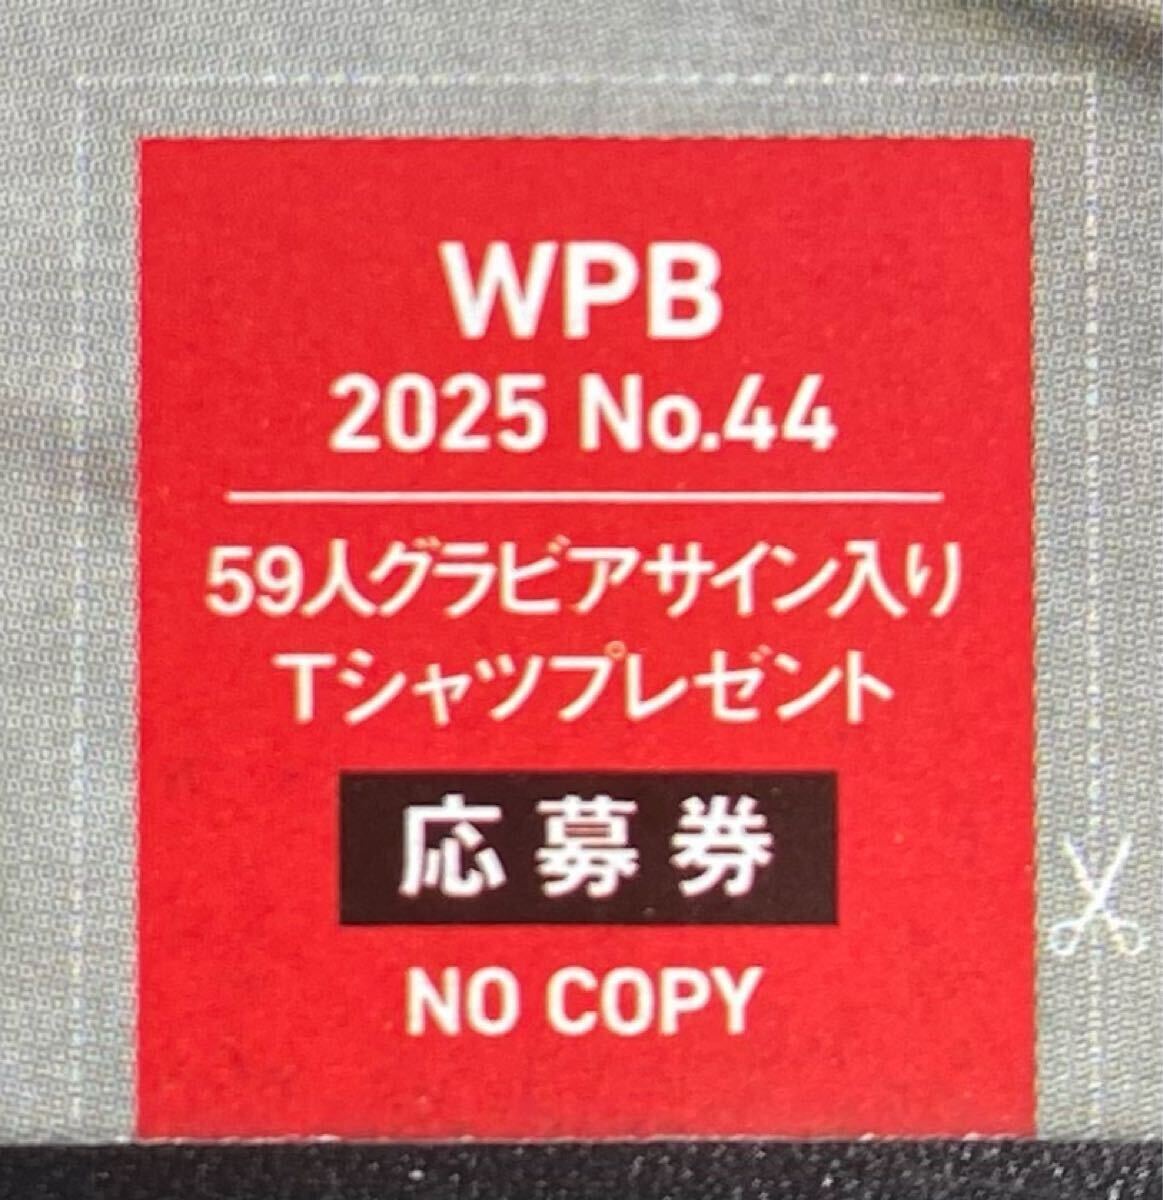 WPB
2025 No.44
59人グラビアサイン入り
Tシャツプレゼント
応募券
NO COPY